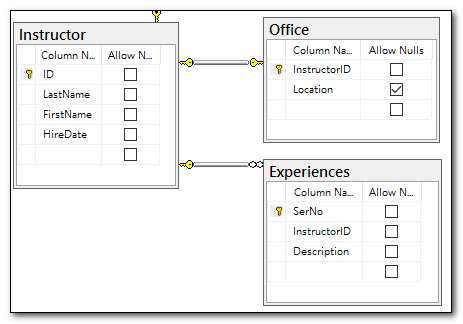 Instructor
Column N... Allow N...
ID
LastName
FirstName
HireDate
Office
Column Na... Allow Nulls
InstructorID
Location
Experiences
Column Na... Allow N...
SerNo
InstructorID
Description